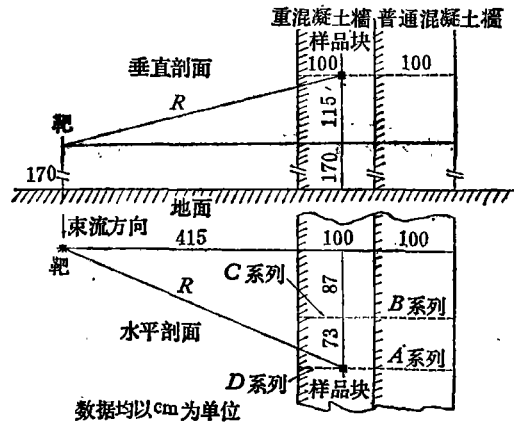 重混凝土墙 普通混凝土墙
样品块
100
100
垂直剖面
R
115
靶
170
170
地面
束流方向
415
100
100
靶
C系列
87
R
B系列
73
水平剖面
A系列
D系列
样品块
数据均以cm为单位